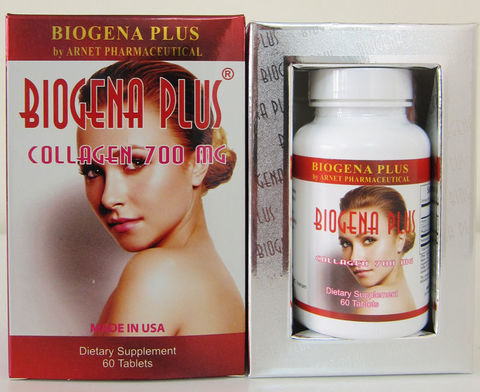 BIOGENA PLUS
by ARNET PHARMACEUTICAL
BIOGENA PLUS®
COLLAGEN 700 MG
MADE IN USA
Dietary Supplement
60 Tablets
BIOGENA PLUS
by ARNET PHARMACEUTICAL
BIOGENA PLUS
COLLAGEN 700 MG
Dietary Supplement
60 Tablets